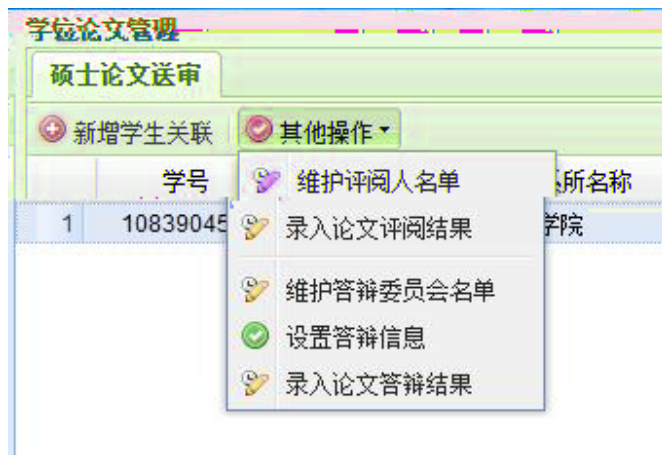 学位论文管理
硕士论文送审
新增学生关联 其他操作
学号 系所名称
1 10839045 学院
维护评阅人名单
录入论文评阅结果
维护答辩委员会名单
设置答辩信息
录入论文答辩结果